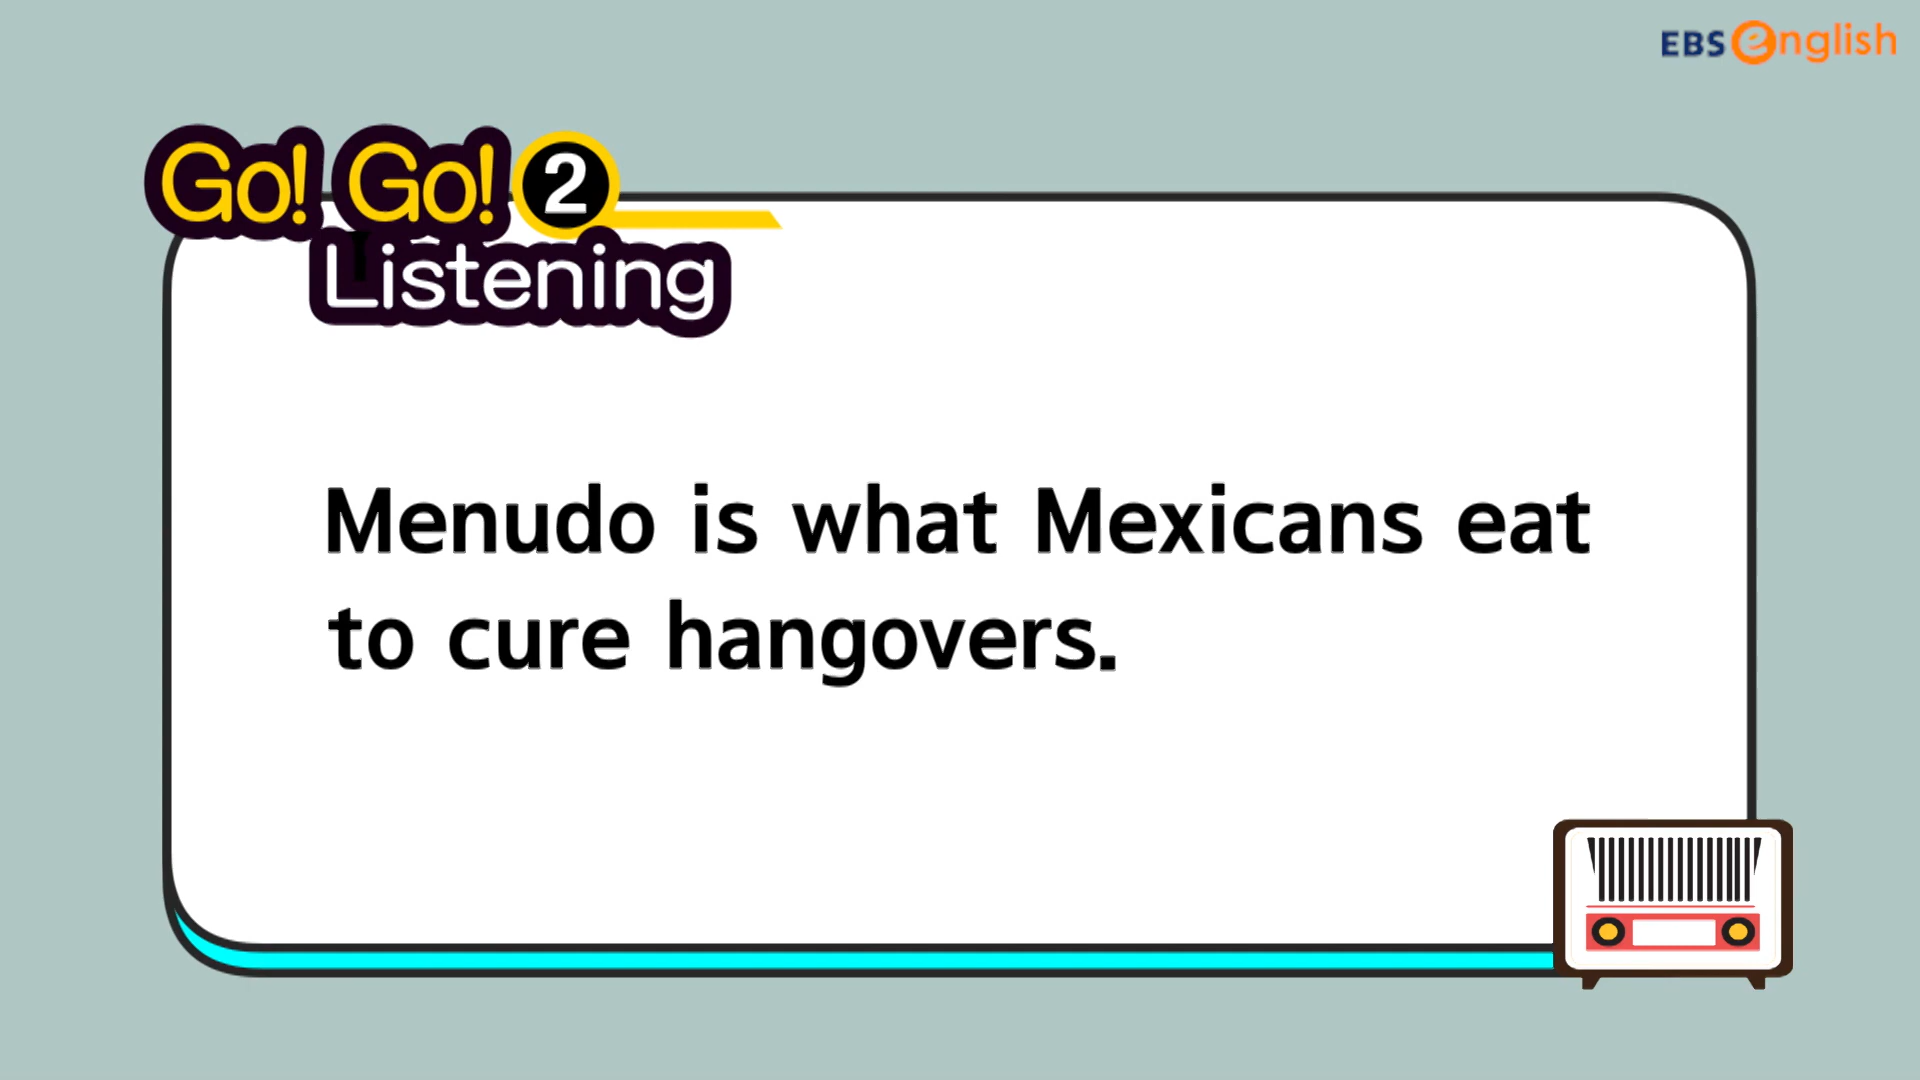 EBS english
Go! Go! 2
Listening
Menudo is what Mexicans eat
to cure hangovers.